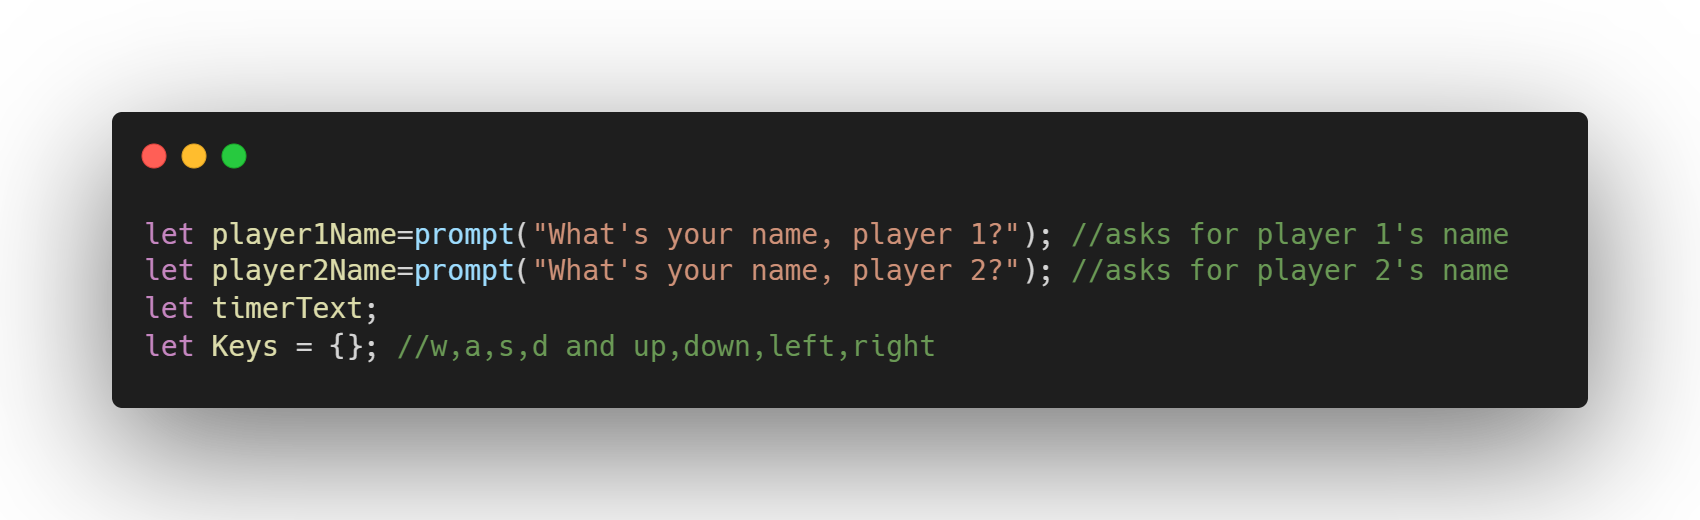 let player1Name=prompt("What's your name, player 1?"); //asks for player 1's name
let player2Name=prompt("What's your name, player 2?"); //asks for player 2's name
let timerText;
let Keys = {}; //w,a,s,d and up,down,left,right